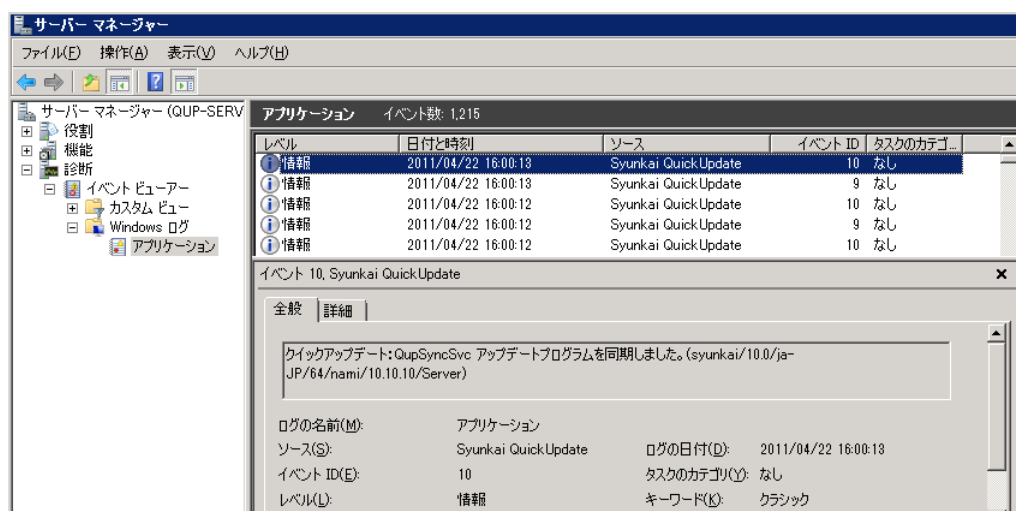 サーバー マネージャー
ファイル(F) 操作(A) 表示(V) ヘルプ(H)
サーバー マネージャー (QUP-SERV
役割
機能
診断
イベント ビューアー
カスタム ビュー
Windows ログ
アプリケーション
アプリケーション イベント数: 1,215
レベル 日付と時刻 ソース イベント ID タスクのカテゴ...
情報 2011/04/22 16:00:13 Syunkai QuickUpdate 10 なし
情報 2011/04/22 16:00:13 Syunkai QuickUpdate 9 なし
情報 2011/04/22 16:00:12 Syunkai QuickUpdate 10 なし
情報 2011/04/22 16:00:12 Syunkai QuickUpdate 9 なし
情報 2011/04/22 16:00:12 Syunkai QuickUpdate 10 なし
イベント 10, Syunkai QuickUpdate
全般 詳細
クイックアップデート:QupSyncSvc アップデートプログラムを同期しました。(syunkai/10.0/ja-
JP/64/nami/10.10.10/Server)
ログの名前(M): アプリケーション
ソース(S): Syunkai QuickUpdate ログの日付(D): 2011/04/22 16:00:13
イベント ID(E): 10 タスクのカテゴリ(Y): なし
レベル(L): 情報 キーワード(K): クラシック